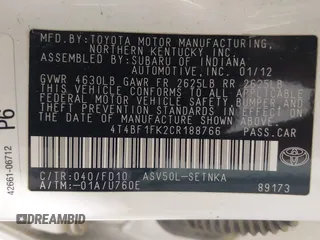 MFD. BY: TOYOTA MOTOR MANUFACTURING,
NORTHERN KENTUCKY, INC.
ASSEMBLED BY: SUBARU OF INDIANA
AUTOMOTIVE, INC. 01/12
GVWR 4630LB GAWR FR 2625LB RR 2625LB
THIS VEHICLE CONFORMS TO ALL APPLICABLE
FEDERAL MOTOR VEHICLE SAFETY, BUMPER, AND
THEFT PREVENTION STANDARDS IN EFFECT ON
THE DATE OF MANUFACTURE SHOWN ABOVE.
4T4BF1FK2CR188766 PASS.CAR
C/TR:040/FD10 ASV50L-SETNKA
A/TM:-01A/U760E 89173
TOYOTA
P6
42661-06712
DREAMBID